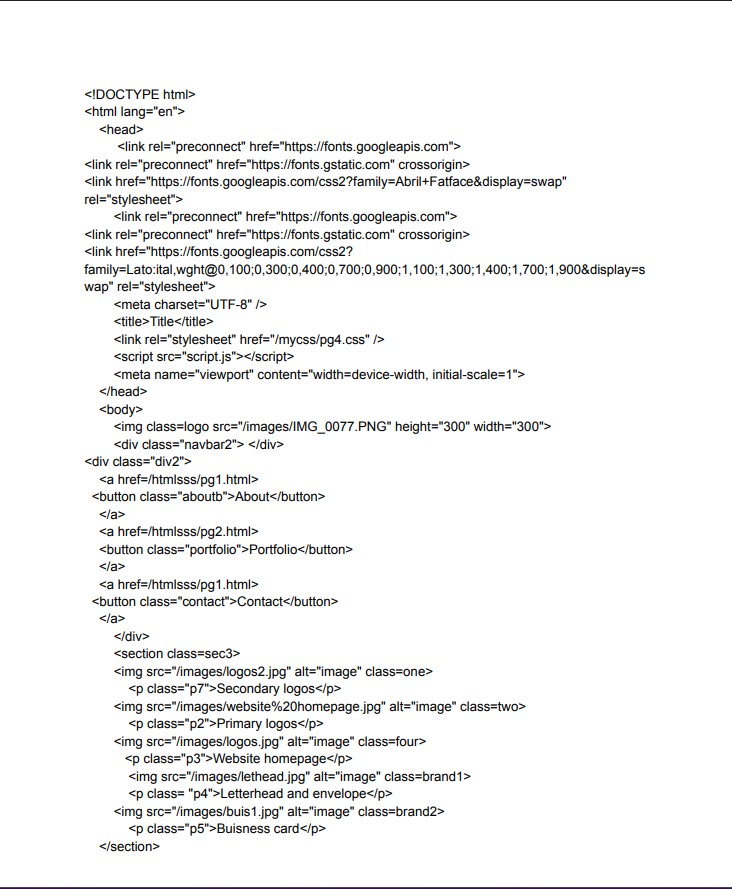 <!DOCTYPE html>
<html lang="en">
<head>
<link rel="preconnect" href="https://fonts.googleapis.com">
<link rel="preconnect" href="https://fonts.gstatic.com" crossorigin>
<link href="https://fonts.googleapis.com/css2?family=Abril+Fatface&display=swap"
rel="stylesheet">
<link rel="preconnect" href="https://fonts.googleapis.com">
<link rel="preconnect" href="https://fonts.gstatic.com" crossorigin>
<link href="https://fonts.googleapis.com/css2?
family=Lato:ital,wght@0,100;0,300;0,400;0,700;0,900;1,100;1,300;1,400;1,700;1,900&display=s
wap" rel="stylesheet">
<meta charset="UTF-8" />
<title>Title</title>
<link rel="stylesheet" href="/mycss/pg4.css" />
<script src="script.js"></script>
<meta name="viewport" content="width=device-width, initial-scale=1">
</head>
<body>
<img class=logo src="/images/IMG_0077.PNG" height="300" width="300">
<div class="navbar2"> </div>
<div class="div2">
<a href=/htmlsss/pg1.html>
<button class="aboutb">About</button>
</a>
<a href=/htmlsss/pg2.html>
<button class="portfolio">Portfolio</button>
</a>
<a href=/htmlsss/pg1.html>
<button class="contact">Contact</button>
</a>
</div>
<section class=sec3>
<img src="/images/logos2.jpg" alt="image" class=one>
<p class="p7">Secondary logos</p>
<img src="/images/website%20homepage.jpg" alt="image" class=two>
<p class="p2">Primary logos</p>
<img src="/images/logos.jpg" alt="image" class=four>
<p class="p3">Website homepage</p>
<img src="/images/lethead.jpg" alt="image" class=brand1>
<p class= "p4">Letterhead and envelope</p>
<img src="/images/buis1.jpg" alt="image" class=brand2>
<p class="p5">Buisness card</p>
</section>